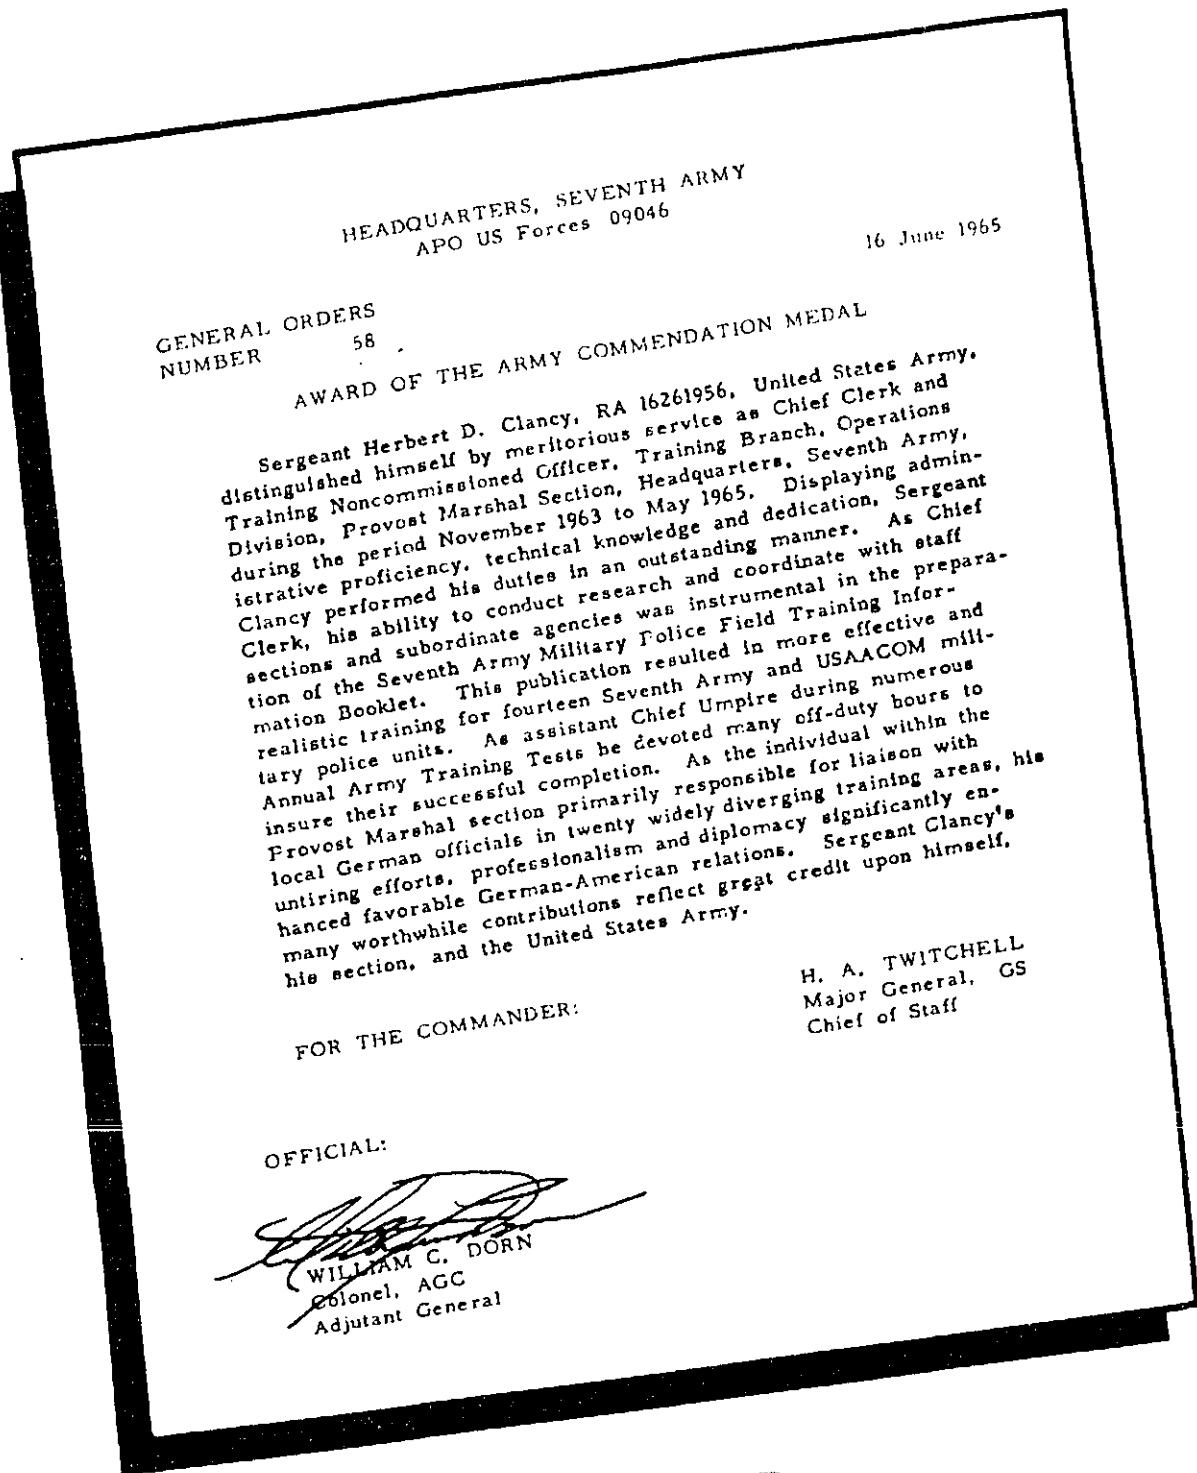 HEADQUARTERS, SEVENTH ARMY
APO US Forces 09046
16 June 1965
GENERAL ORDERS
NUMBER 58
AWARD OF THE ARMY COMMENDATION MEDAL
Sergeant Herbert D. Clancy, RA 16261956, United States Army,
distinguished himself by meritorious service as Chief Clerk and
Training Noncommissioned Officer, Training Branch, Operations
Division, Provost Marshal Section, Headquarters, Seventh Army,
during the period November 1963 to May 1965. Displaying admin-
istrative proficiency, technical knowledge and dedication, Sergeant
Clancy performed his duties in an outstanding manner. As Chief
Clerk, his ability to conduct research and coordinate with staff
sections and subordinate agencies was instrumental in the prepara-
tion of the Seventh Army Military Police Field Training Infor-
mation Booklet. This publication resulted in more effective and
realistic training for fourteen Seventh Army and USAACOM mili-
tary police units. As assistant Chief Umpire during numerous
Annual Army Training Tests he devoted many off-duty hours to
insure their successful completion. As the individual within the
Provost Marshal section primarily responsible for liaison with
local German officials in twenty widely diverging training areas, his
untiring efforts, professionalism and diplomacy significantly en-
hanced favorable German-American relations. Sergeant Clancy's
many worthwhile contributions reflect great credit upon himself,
his section, and the United States Army.
FOR THE COMMANDER:
H. A. TWITCHELL
Major General, GS
Chief of Staff
OFFICIAL:
WILLIAM C. DORN
Colonel, AGC
Adjutant General